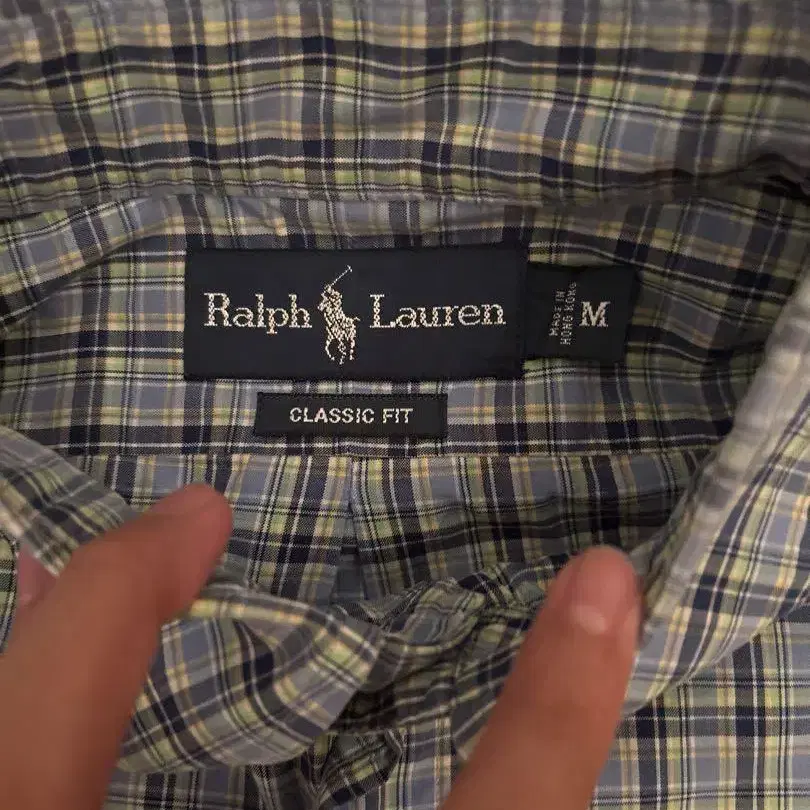 Ralph Lauren
MADE IN
HONG KONG
M
CLASSIC FIT